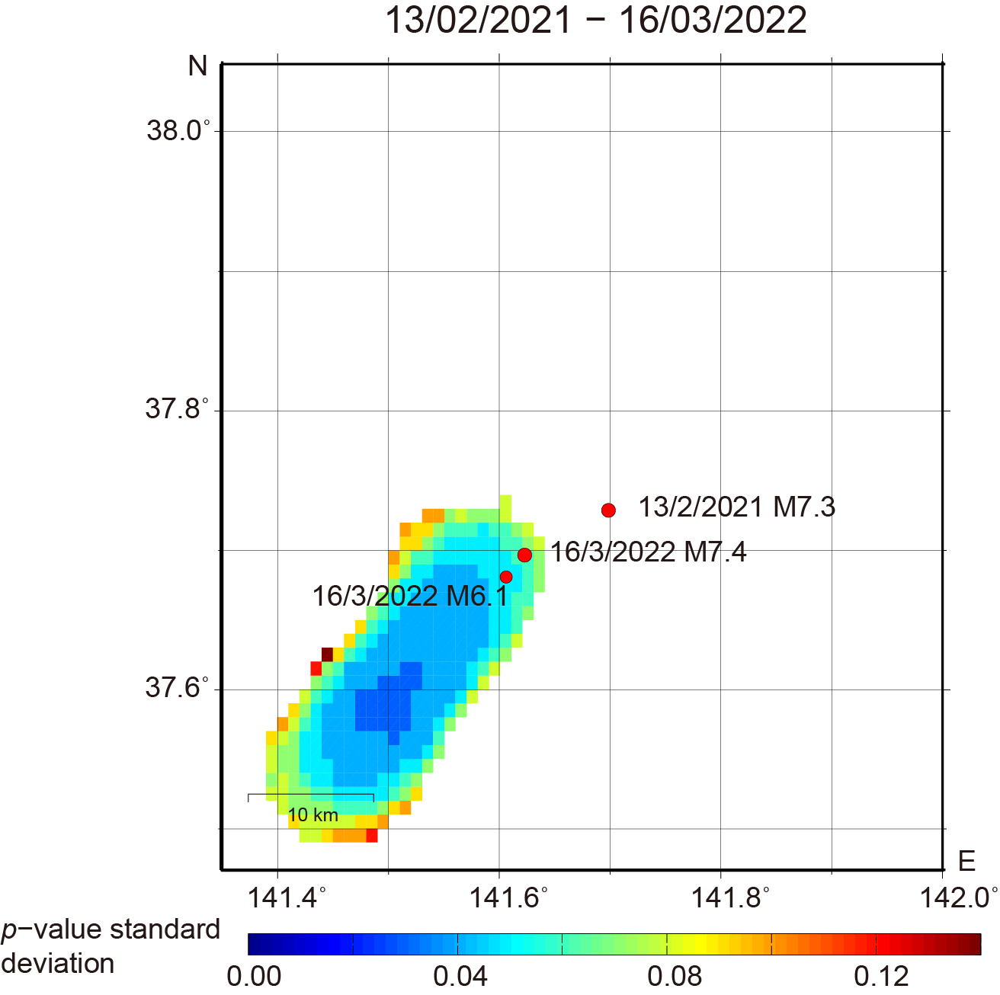 13/02/2021 − 16/03/2022
N
38.0°
37.8°
13/2/2021 M7.3
16/3/2022 M7.4
16/3/2022 M6.1
37.6°
10 km
E
141.4° 141.6° 141.8° 142.0°
p−value standard
deviation
0.00 0.04 0.08 0.12